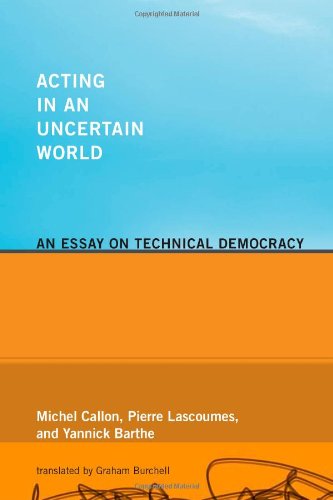 ACTING
IN AN
UNCERTAIN
WORLD
AN ESSAY ON TECHNICAL DEMOCRACY
Michel Callon, Pierre Lascoumes,
and Yannick Barthe
translated by Graham Burchell